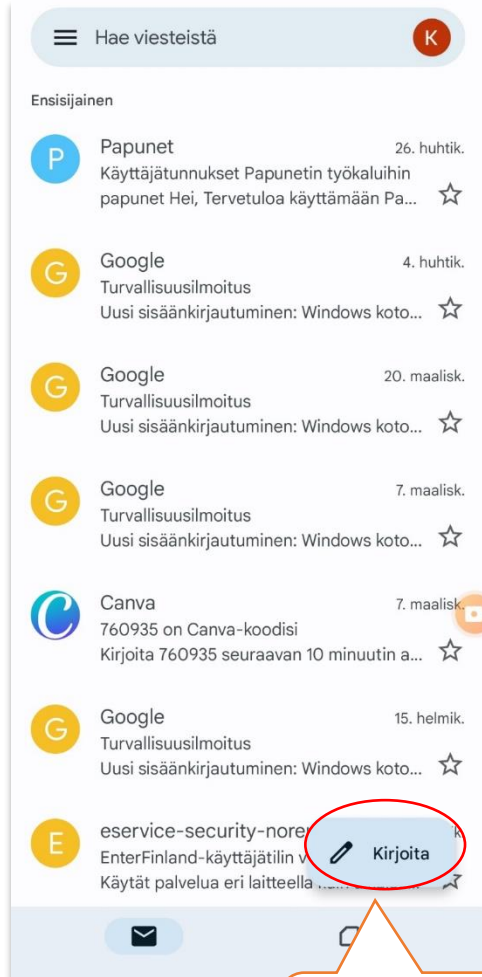 Hae viesteistä
K
Ensisijainen
P
Papunet
26. huhtik.
Käyttäjätunnukset Papunetin työkaluihin
papunet Hei, Tervetuloa käyttämään Pa...
G
Google
4. huhtik.
Turvallisuusilmoitus
Uusi sisäänkirjautuminen: Windows koto...
G
Google
20. maalisk.
Turvallisuusilmoitus
Uusi sisäänkirjautuminen: Windows koto...
G
Google
7. maalisk.
Turvallisuusilmoitus
Uusi sisäänkirjautuminen: Windows koto...
C
Canva
7. maalisk.
760935 on Canva-koodisi
Kirjoita 760935 seuraavan 10 minuutin a...
G
Google
15. helmik.
Turvallisuusilmoitus
Uusi sisäänkirjautuminen: Windows koto...
E
eservice-security-nore
EnterFinland-käyttäjätilin v
Käytät palvelua eri laitteella
Kirjoita